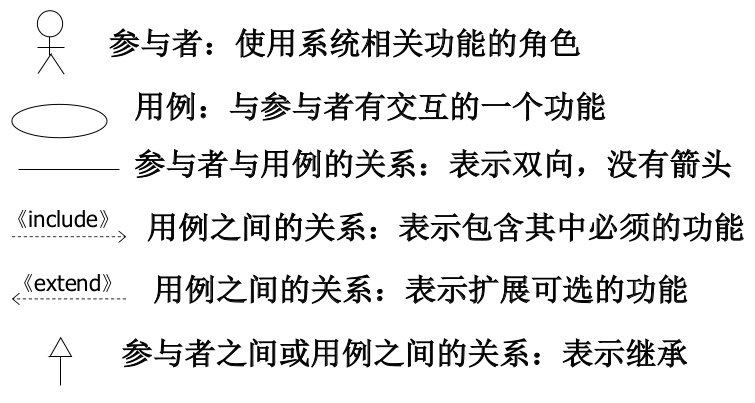 参与者：使用系统相关功能的角色
用例：与参与者有交互的一个功能
参与者与用例的关系：表示双向，没有箭头
《include》 用例之间的关系：表示包含其中必须的功能
《extend》 用例之间的关系：表示扩展可选的功能
参与者之间或用例之间的关系：表示继承